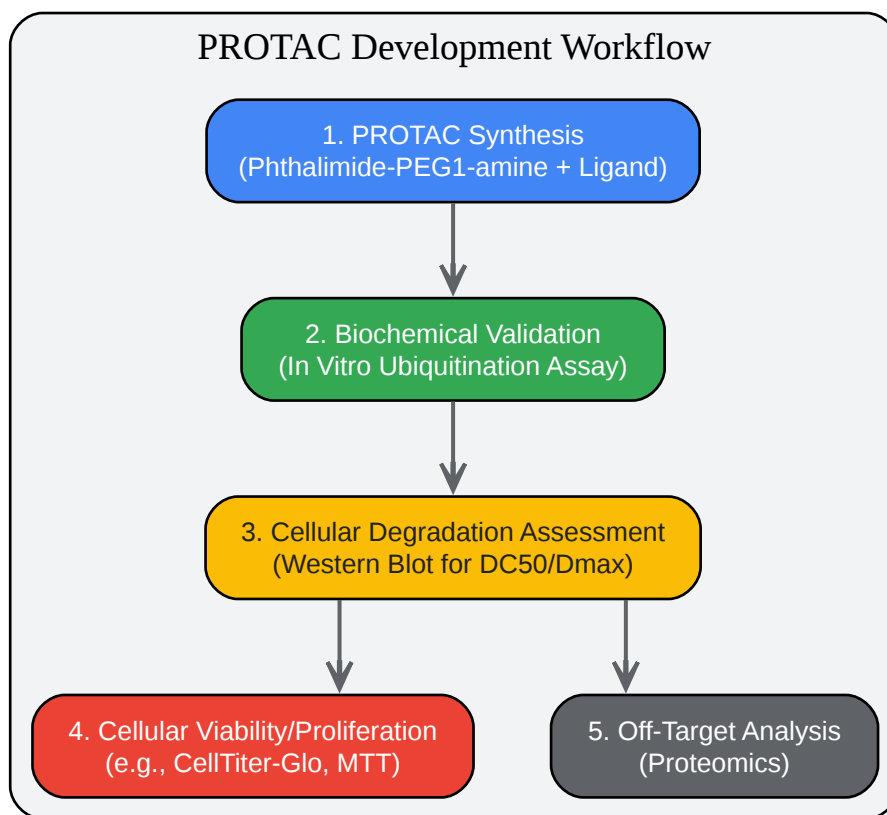 PROTAC Development Workflow
1. PROTAC Synthesis
(Phthalimide-PEG1-amine + Ligand)
2. Biochemical Validation
(In Vitro Ubiquitination Assay)
3. Cellular Degradation Assessment
(Western Blot for DC50/Dmax)
4. Cellular Viability/Proliferation
(e.g., CellTiter-Glo, MTT)
5. Off-Target Analysis
(Proteomics)